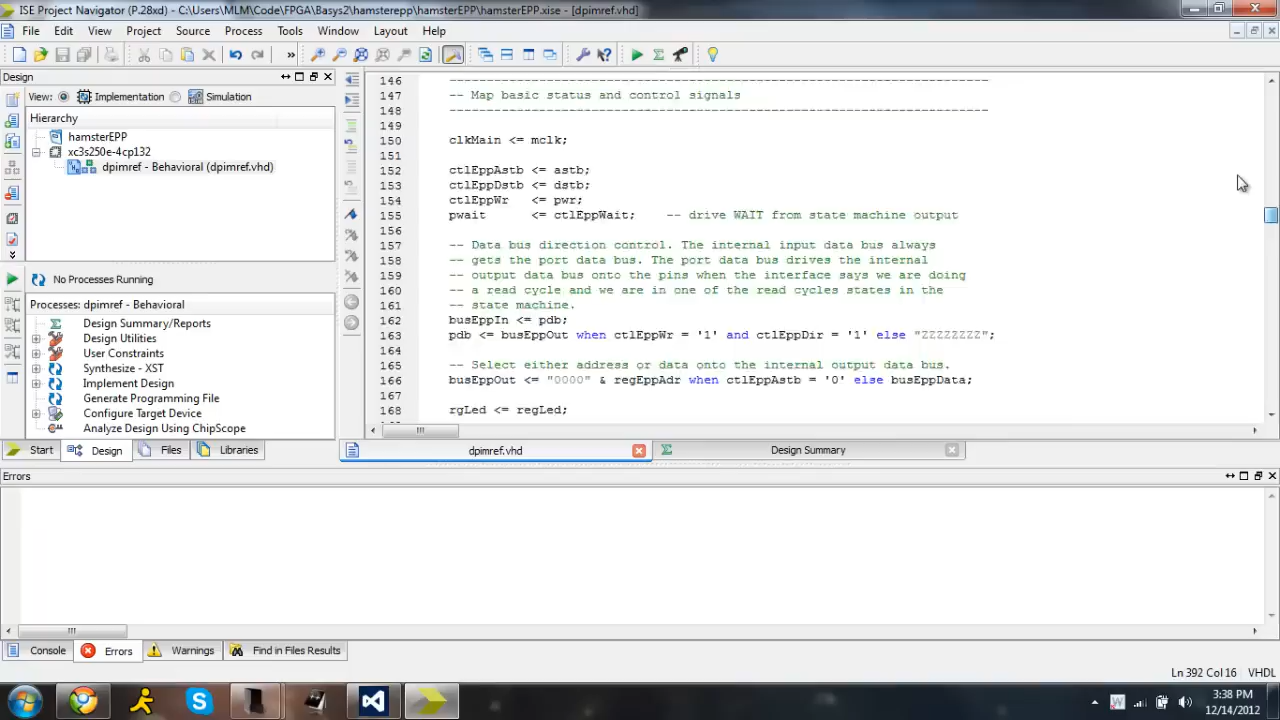 ISE Project Navigator (P.28xd) - C:\Users\MLM\Code\FPGA\Basys2\hamsterepp\hamsterEPP\hamsterEPP.xise - [dpimref.vhd]
File Edit View Project Source Process Tools Window Layout Help
Design
View: Implementation Simulation
Hierarchy
hamsterEPP
xc3s250e-4cp132
dpimref - Behavioral (dpimref.vhd)
No Processes Running
Processes: dpimref - Behavioral
Design Summary/Reports
Design Utilities
User Constraints
Synthesize - XST
Implement Design
Generate Programming File
Configure Target Device
Analyze Design Using ChipScope
Start Design Files Libraries
146 ------------------------------------------------------------------------
147 -- Map basic status and control signals
148 ------------------------------------------------------------------------
149
150 clkMain <= mclk;
151
152 ctlEppAstb <= astb;
153 ctlEppDstb <= dstb;
154 ctlEppWr <= pwr;
155 pwait <= ctlEppWait; -- drive WAIT from state machine output
156
157 -- Data bus direction control. The internal input data bus always
158 -- gets the port data bus. The port data bus drives the internal
159 -- output data bus onto the pins when the interface says we are doing
160 -- a read cycle and we are in one of the read cycles states in the
161 -- state machine.
162 busEppIn <= pdb;
163 pdb <= busEppOut when ctlEppWr = '1' and ctlEppDir = '1' else "ZZZZZZZZ";
164
165 -- Select either address or data onto the internal output data bus.
166 busEppOut <= "0000" & regEppAdr when ctlEppAstb = '0' else busEppData;
167
168 rgLed <= regLed;
dpimref.vhd Design Summary
Errors
Console Errors Warnings Find in Files Results
Ln 392 Col 16 VHDL
3:38 PM
12/14/2012